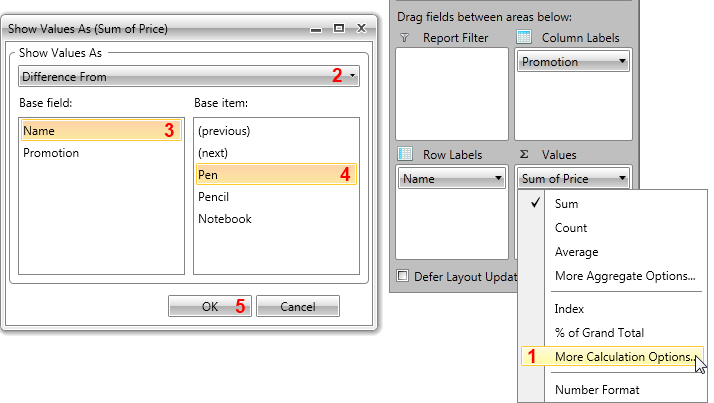 Show Values As (Sum of Price)
Show Values As
Difference From 2
Base field:
Base item:
Name 3
Promotion
(previous)
(next)
Pen 4
Pencil
Notebook
OK 5
Cancel
Drag fields between areas below:
Report Filter
Column Labels
Promotion
Row Labels
Σ Values
Name
Sum of Price
Defer Layout Updat
Sum
Count
Average
More Aggregate Options...
Index
% of Grand Total
1 More Calculation Options...
Number Format